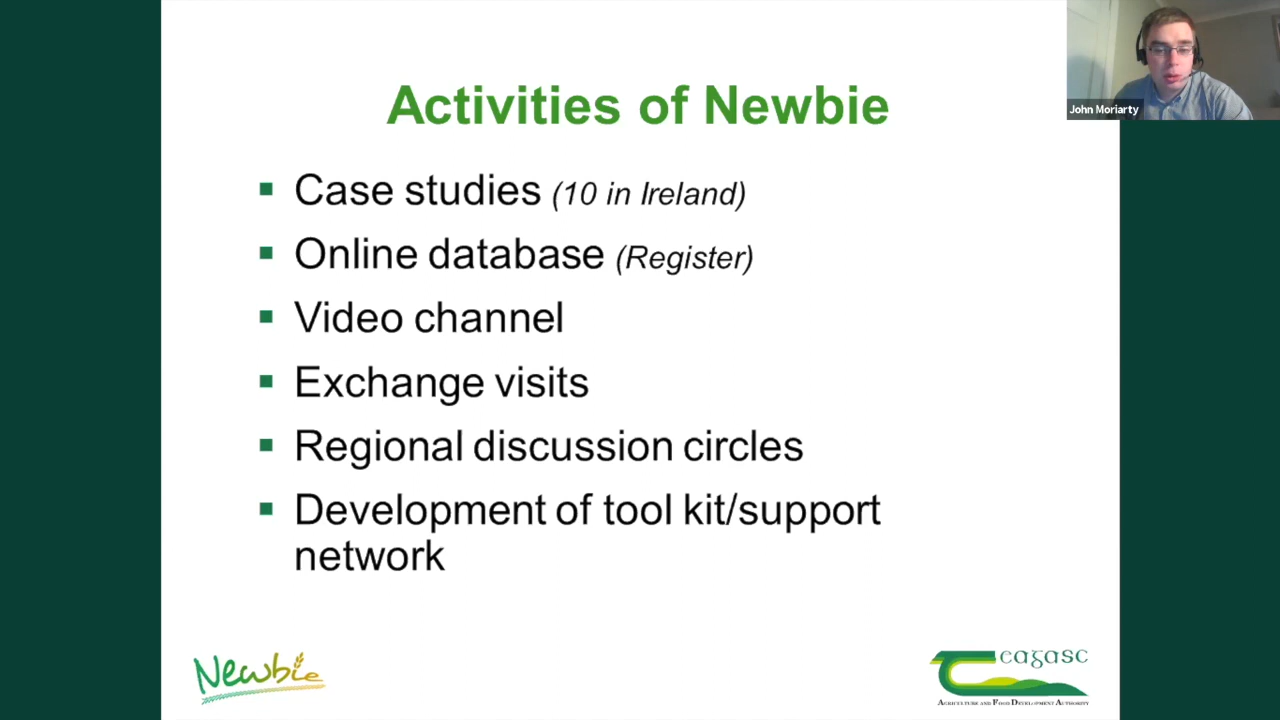 Activities of Newbie
John Moriarty
▪ Case studies (10 in Ireland)
▪ Online database (Register)
▪ Video channel
▪ Exchange visits
▪ Regional discussion circles
▪ Development of tool kit/support
network
Newbie
Teagasc
Agriculture and Food Development Authority